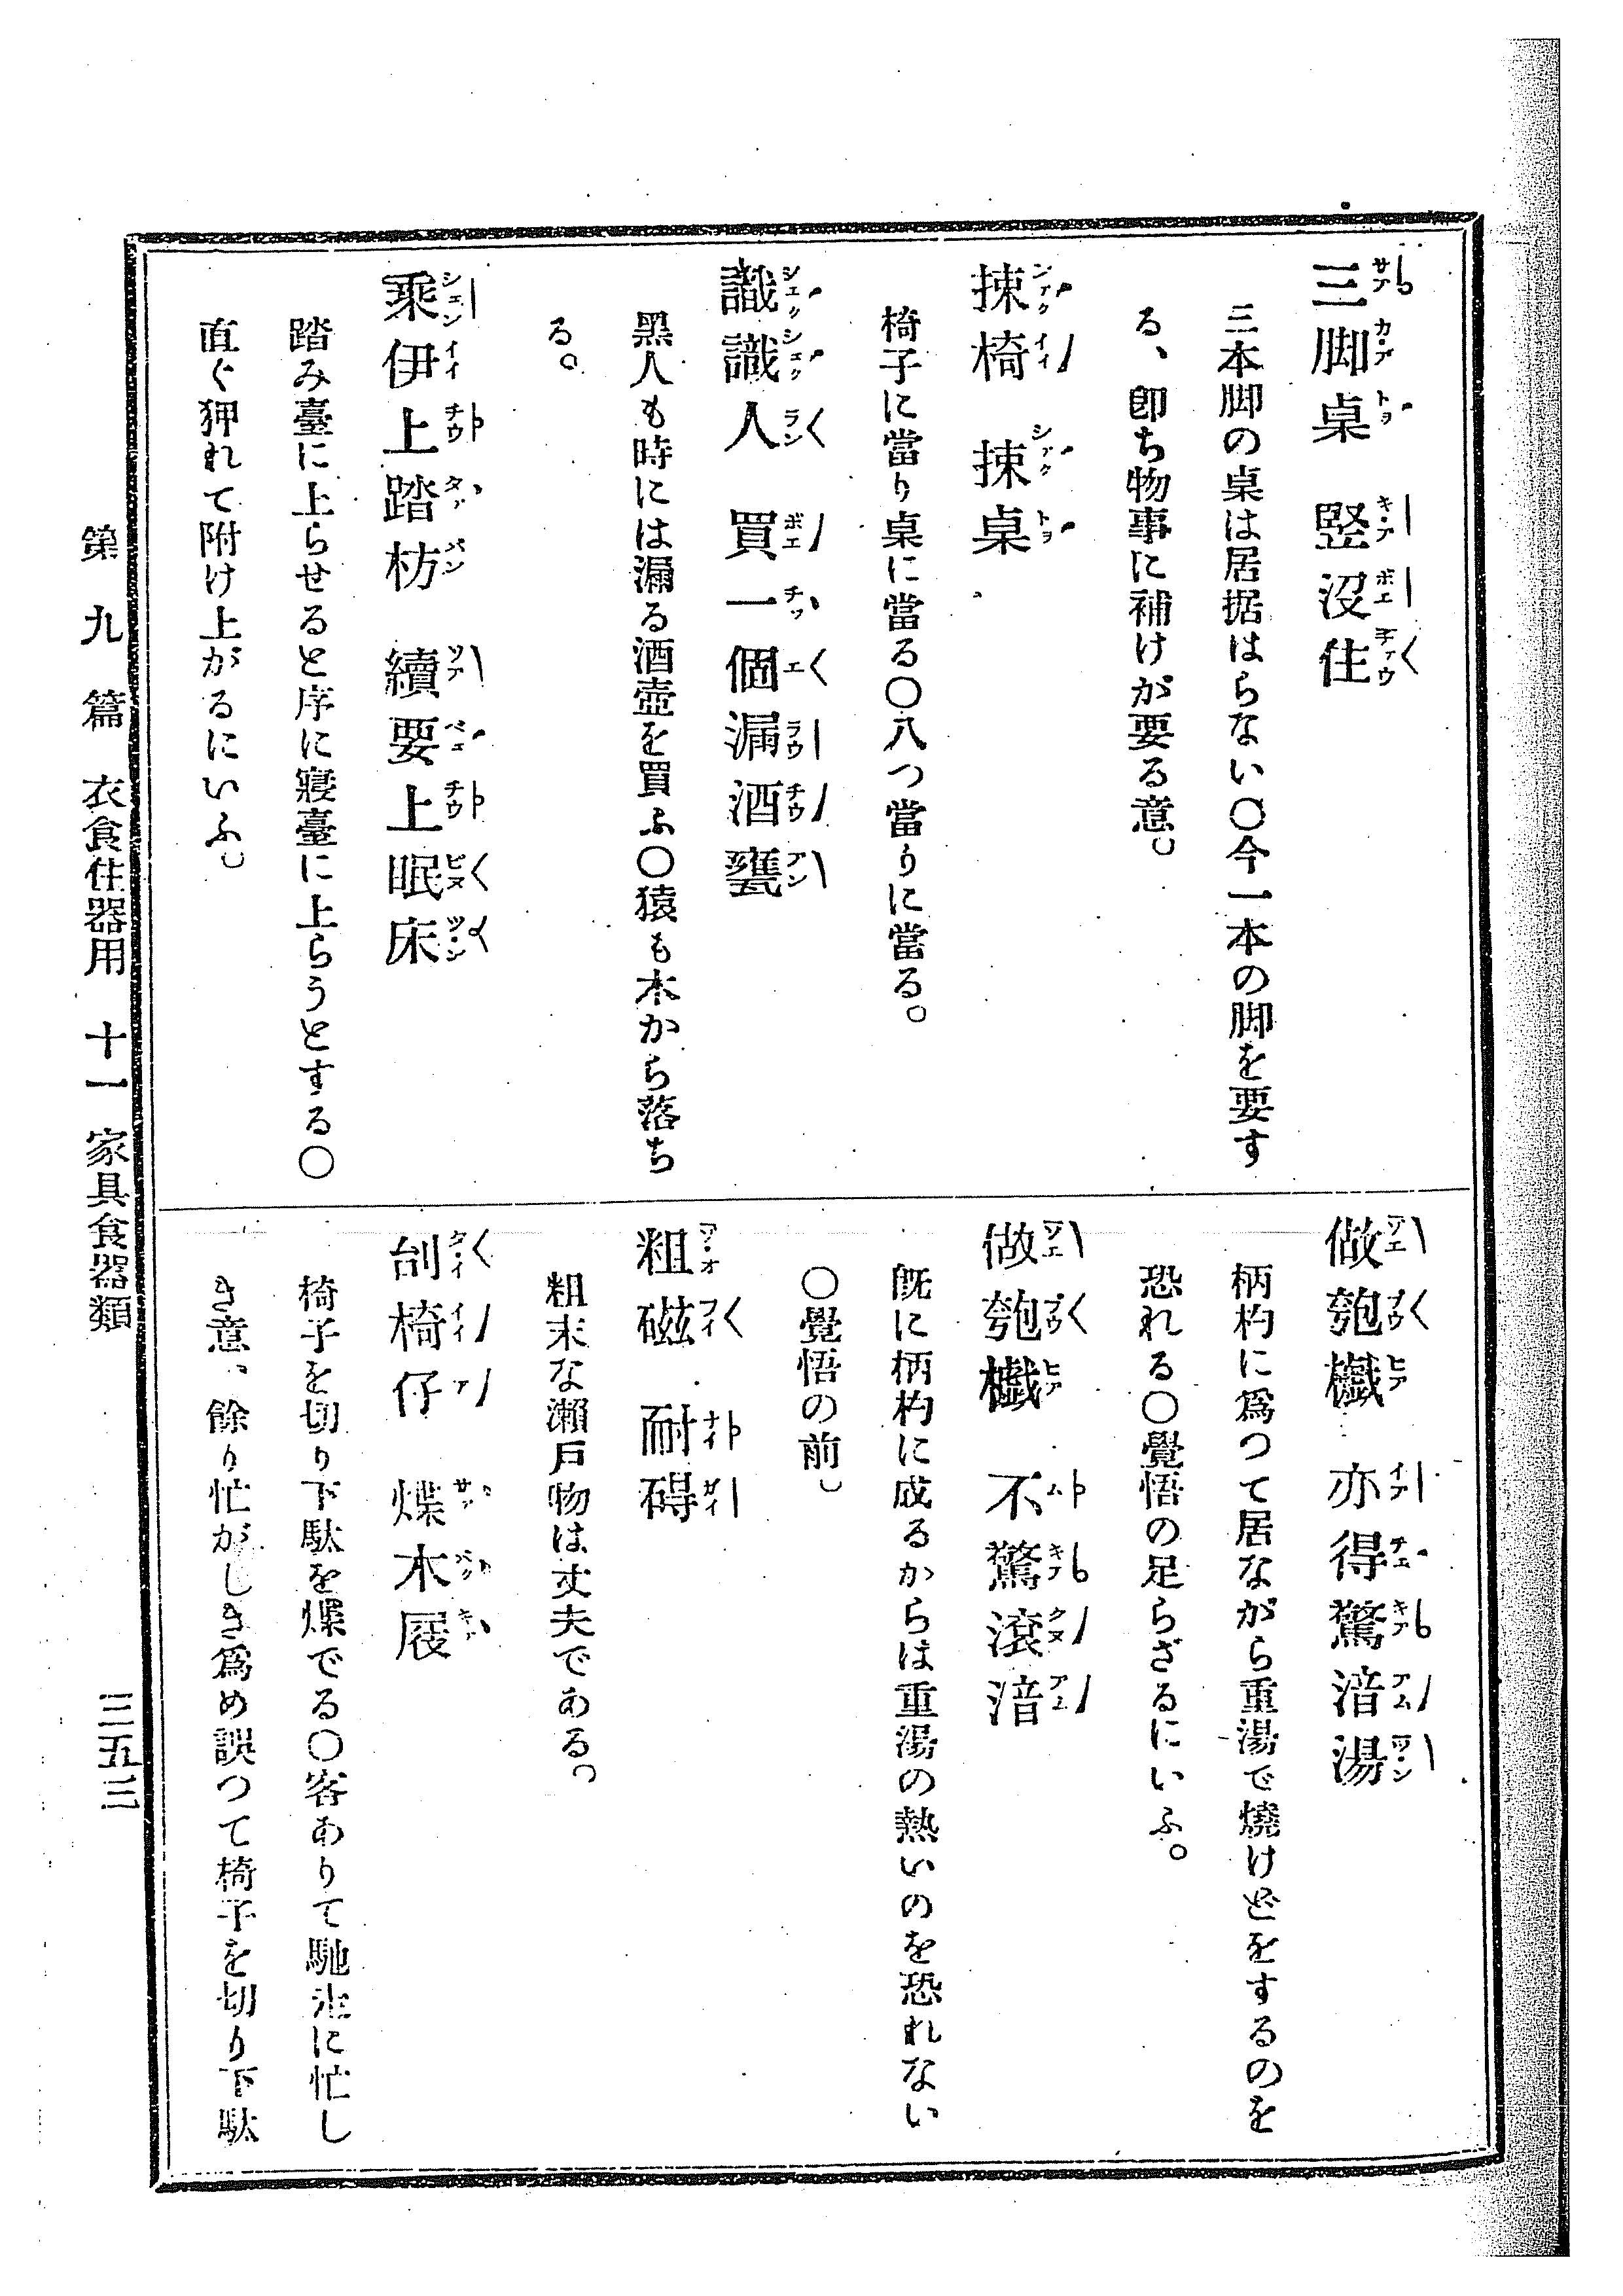 三脚桌 竪沒住
三本脚の桌は居据はらない〇今一本の脚を要す
る、卽ち物事に補けが要る意。
捒椅 捒桌
椅子に當り桌に當る〇八つ當りに當る。
識識人 買一個漏酒甕
黑人も時には漏る酒壺を買ふ〇猿も木から落ち
る。
乘伊上踏枋 續要上眠床
踏み臺に上らせると序に寢臺に上らうとする〇
直ぐ狎れて附け上がるにいふ。
做匏櫼 亦得驚湆湯
柄杓に爲つて居ながら重湯で燒けどをするのを
恐れる〇覺悟の足らざるにいふ。
做匏櫼 不驚滾湆
旣に柄杓に成るからは重湯の熱いのを恐れない
〇覺悟の前。
粗磁 耐碍
粗末な瀨戶物は丈夫である。
刣椅仔 煠木屐
椅子を切り下駄を煠でる〇客ありて馳走に忙し
き意、餘り忙がしき爲め誤つて椅子を切り下駄
第九篇 衣食住器用 十一 家具食器類 三五三